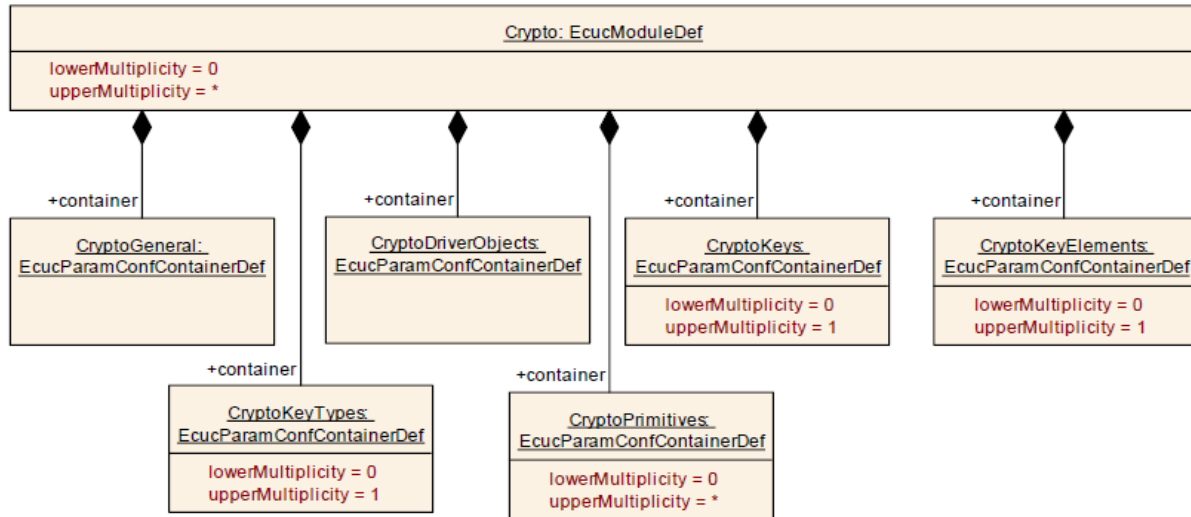 Crypto: EcucModuleDef
lowerMultiplicity = 0
upperMultiplicity = *
+container
CryptoGeneral:
EcucParamConfContainerDef
+container
CryptoDriverObjects:
EcucParamConfContainerDef
+container
CryptoKeys:
EcucParamConfContainerDef
lowerMultiplicity = 0
upperMultiplicity = 1
+container
CryptoKeyElements:
EcucParamConfContainerDef
lowerMultiplicity = 0
upperMultiplicity = 1
+container
CryptoKeyTypes:
EcucParamConfContainerDef
lowerMultiplicity = 0
upperMultiplicity = 1
+container
CryptoPrimitives:
EcucParamConfContainerDef
lowerMultiplicity = 0
upperMultiplicity = *